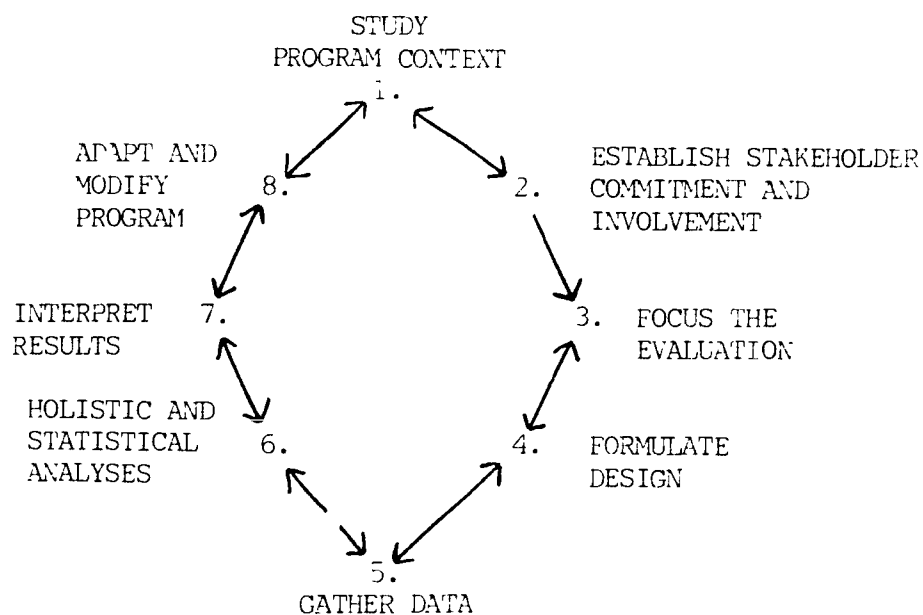 STUDY
PROGRAM CONTEXT
1.
2. ESTABLISH STAKEHOLDER
COMMITMENT AND
INVOLVEMENT
3. FOCUS THE
EVALUATION
4. FORMULATE
DESIGN
5.
GATHER DATA
HOLISTIC AND
STATISTICAL 6.
ANALYSES
INTERPRET 7.
RESULTS
ADAPT AND
MODIFY 8.
PROGRAM